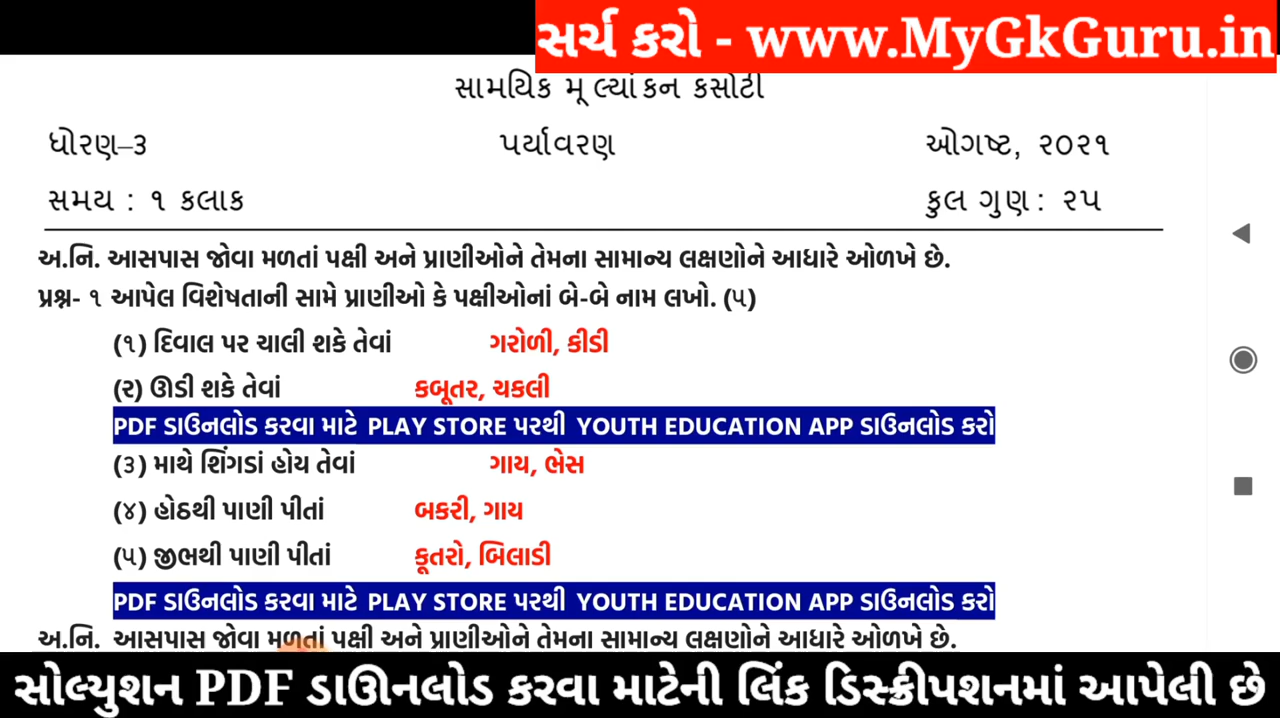 સર્ચ કરો - www.MyGkGuru.in
સામયિક મૂલ્યાંકન કસોટી
ધોરણ–૩ પર્યાવરણ ઓગષ્ટ, ૨૦૨૧
સમય : ૧ કલાક કુલ ગુણ : ૨૫
અ.નિ. આસપાસ જોવા મળતાં પક્ષી અને પ્રાણીઓને તેમના સામાન્ય લક્ષણોને આધારે ઓળખે છે.
પ્રશ્ન- ૧ આપેલ વિશેષતાની સામે પ્રાણીઓ કે પક્ષીઓનાં બે-બે નામ લખો. (૫)
(૧) દિવાલ પર ચાલી શકે તેવાં ગરોળી, કીડી
(૨) ઊડી શકે તેવાં કબૂતર, ચકલી
PDF ડાઉનલોડ કરવા માટે PLAY STORE પરથી YOUTH EDUCATION APP ડાઉનલોડ કરો
(૩) માથે શિંગડાં હોય તેવાં ગાય, ભેસ
(૪) હોઠથી પાણી પીતાં બકરી, ગાય
(૫) જીભથી પાણી પીતાં કૂતરો, બિલાડી
PDF ડાઉનલોડ કરવા માટે PLAY STORE પરથી YOUTH EDUCATION APP ડાઉનલોડ કરો
અ.નિ. આસપાસ જોવા મળતાં પક્ષી અને પ્રાણીઓને તેમના સામાન્ય લક્ષણોને આધારે ઓળખે છે.
સોલ્યુશન PDF ડાઊનલોડ કરવા માટેની લિંક ડિસ્ક્રીપશનમાં આપેલી છે